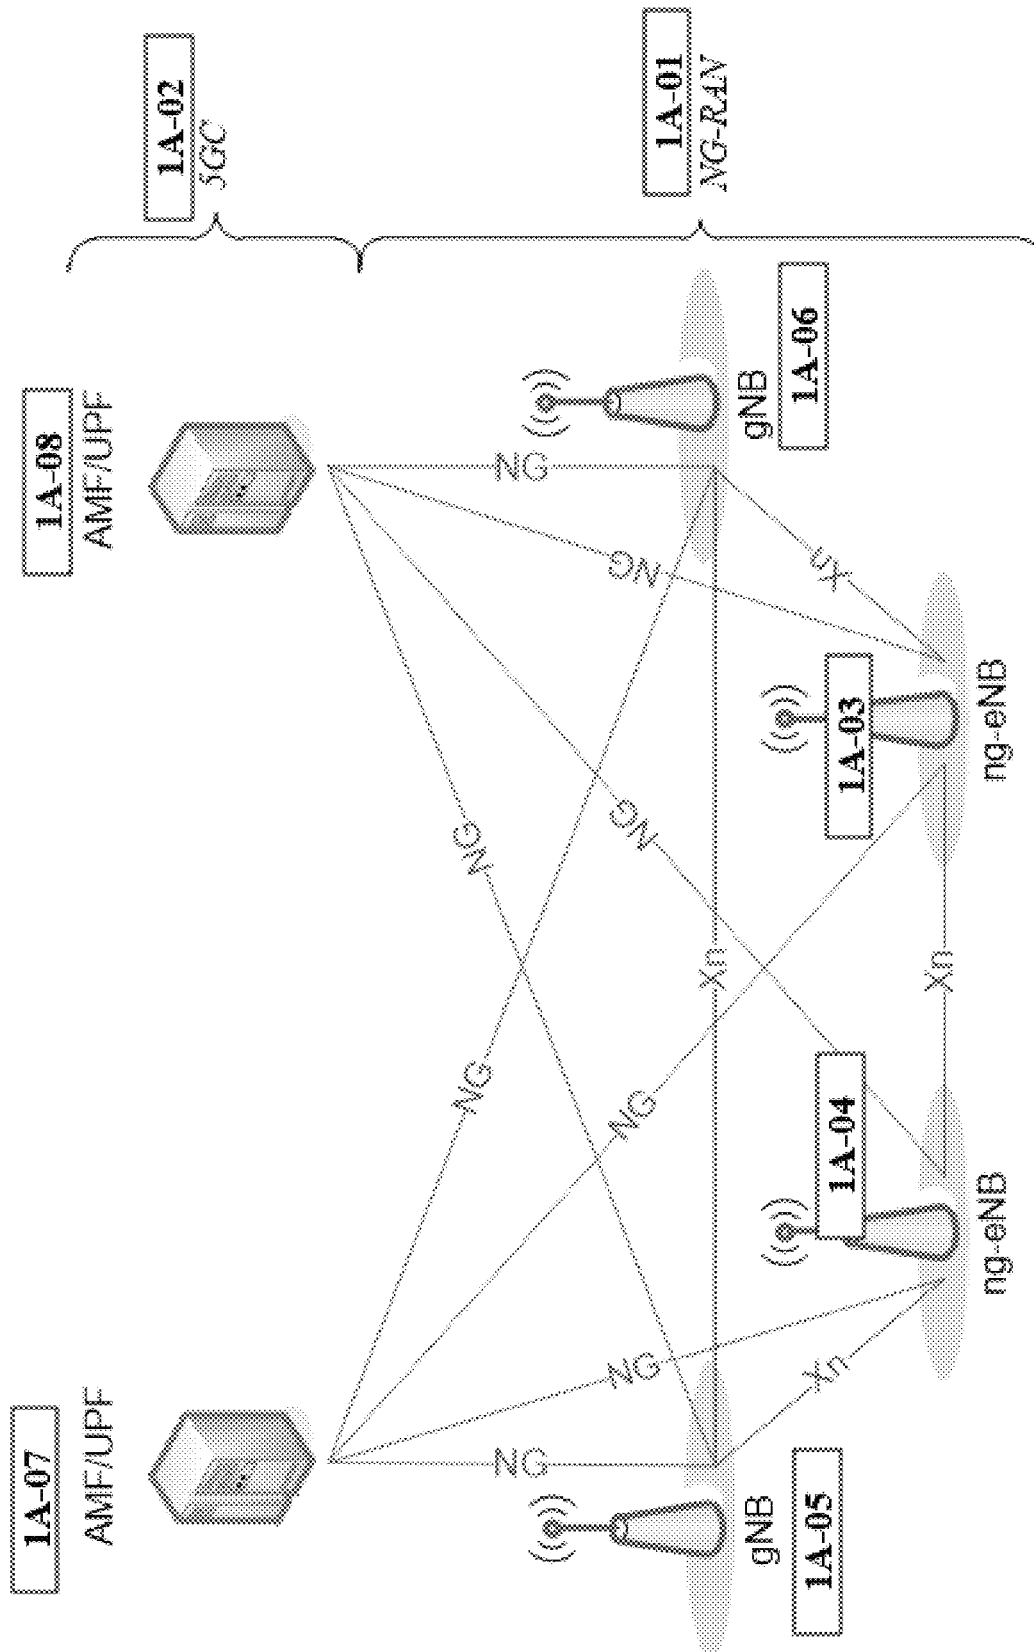 1A-07
AMF/UPF
1A-08
AMF/UPF
1A-02
5GC
NG
NG
NG
NG
NG
NG
NG
NG
gNB
1A-05
gNB
1A-06
1A-01
NG-RAN
Xn
Xn
Xn
Xn
1A-04
ng-eNB
1A-03
ng-eNB